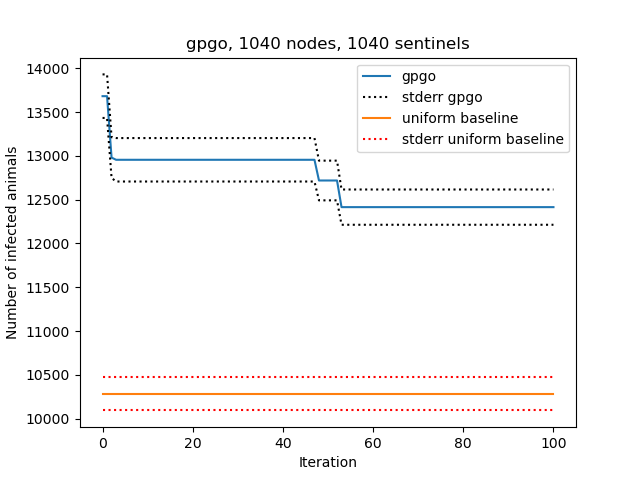 gpgo, 1040 nodes, 1040 sentinels
14000
13500
13000
12500
12000
11500
11000
10500
10000
Number of infected animals
gpgo
stderr gpgo
uniform baseline
stderr uniform baseline
0 20 40 60 80 100
Iteration